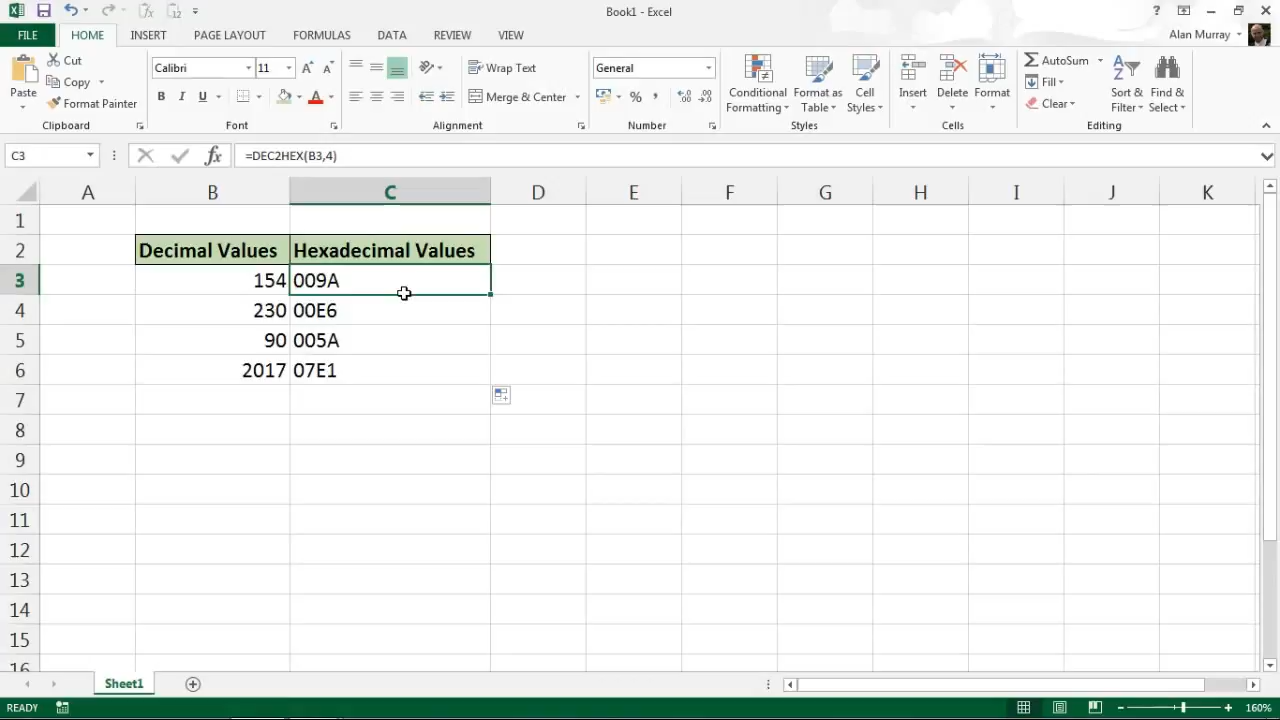 Book1 - Excel
?
FILE HOME INSERT PAGE LAYOUT FORMULAS DATA REVIEW VIEW
Alan Murray
Paste
Cut
Copy
Format Painter
Clipboard
Calibri 11
B I U
Font
Wrap Text
Merge & Center
Alignment
General
%
Number
Conditional Formatting
Format as Table
Cell Styles
Styles
Insert
Delete
Format
Cells
AutoSum
Fill
Clear
Sort & Filter
Find & Select
Editing
C3 fx =DEC2HEX(B3,4)
A B C D E F G H I J K
1
2 Decimal Values Hexadecimal Values
3 154 009A
4 230 00E6
5 90 005A
6 2017 07E1
7
8
9
10
11
12
13
14
15
16
Sheet1
READY 160%